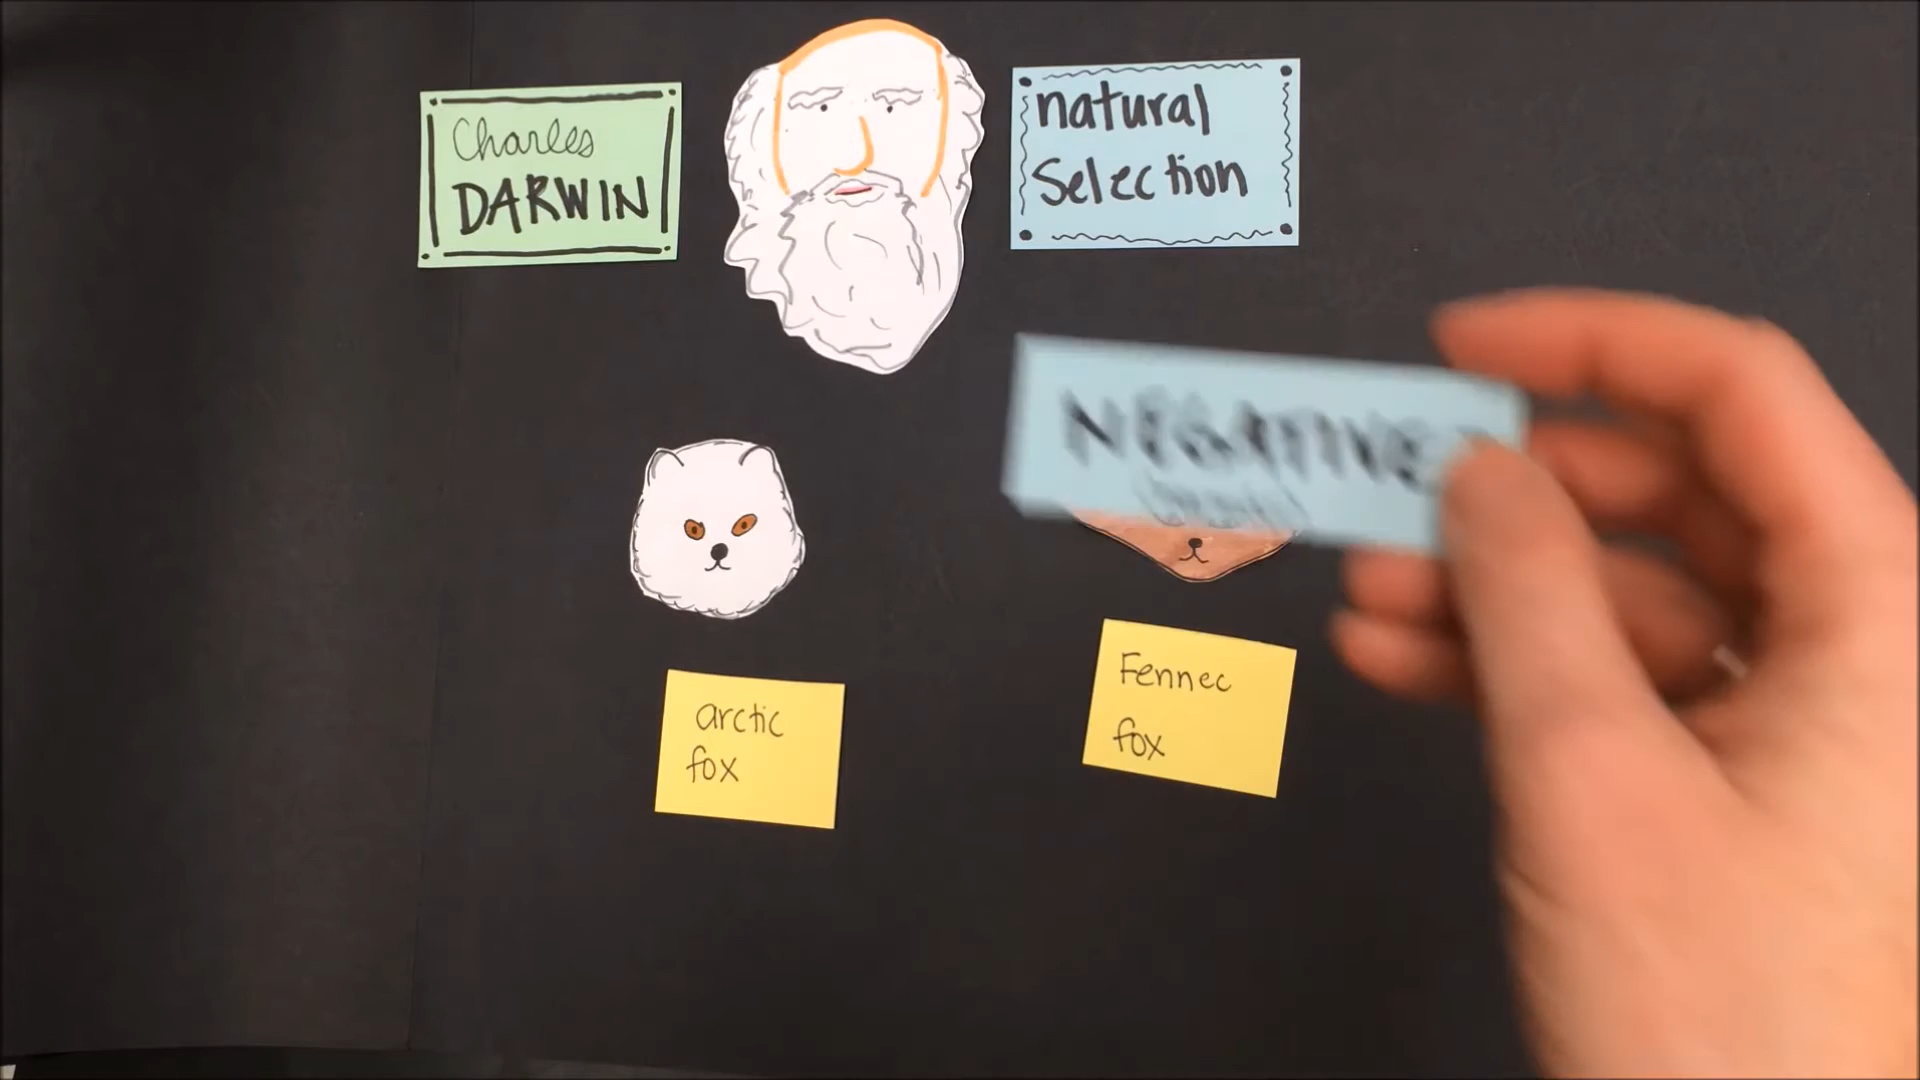 Charles
DARWIN
natural
Selection
NEGATIVE
arctic
fox
Fennec
fox